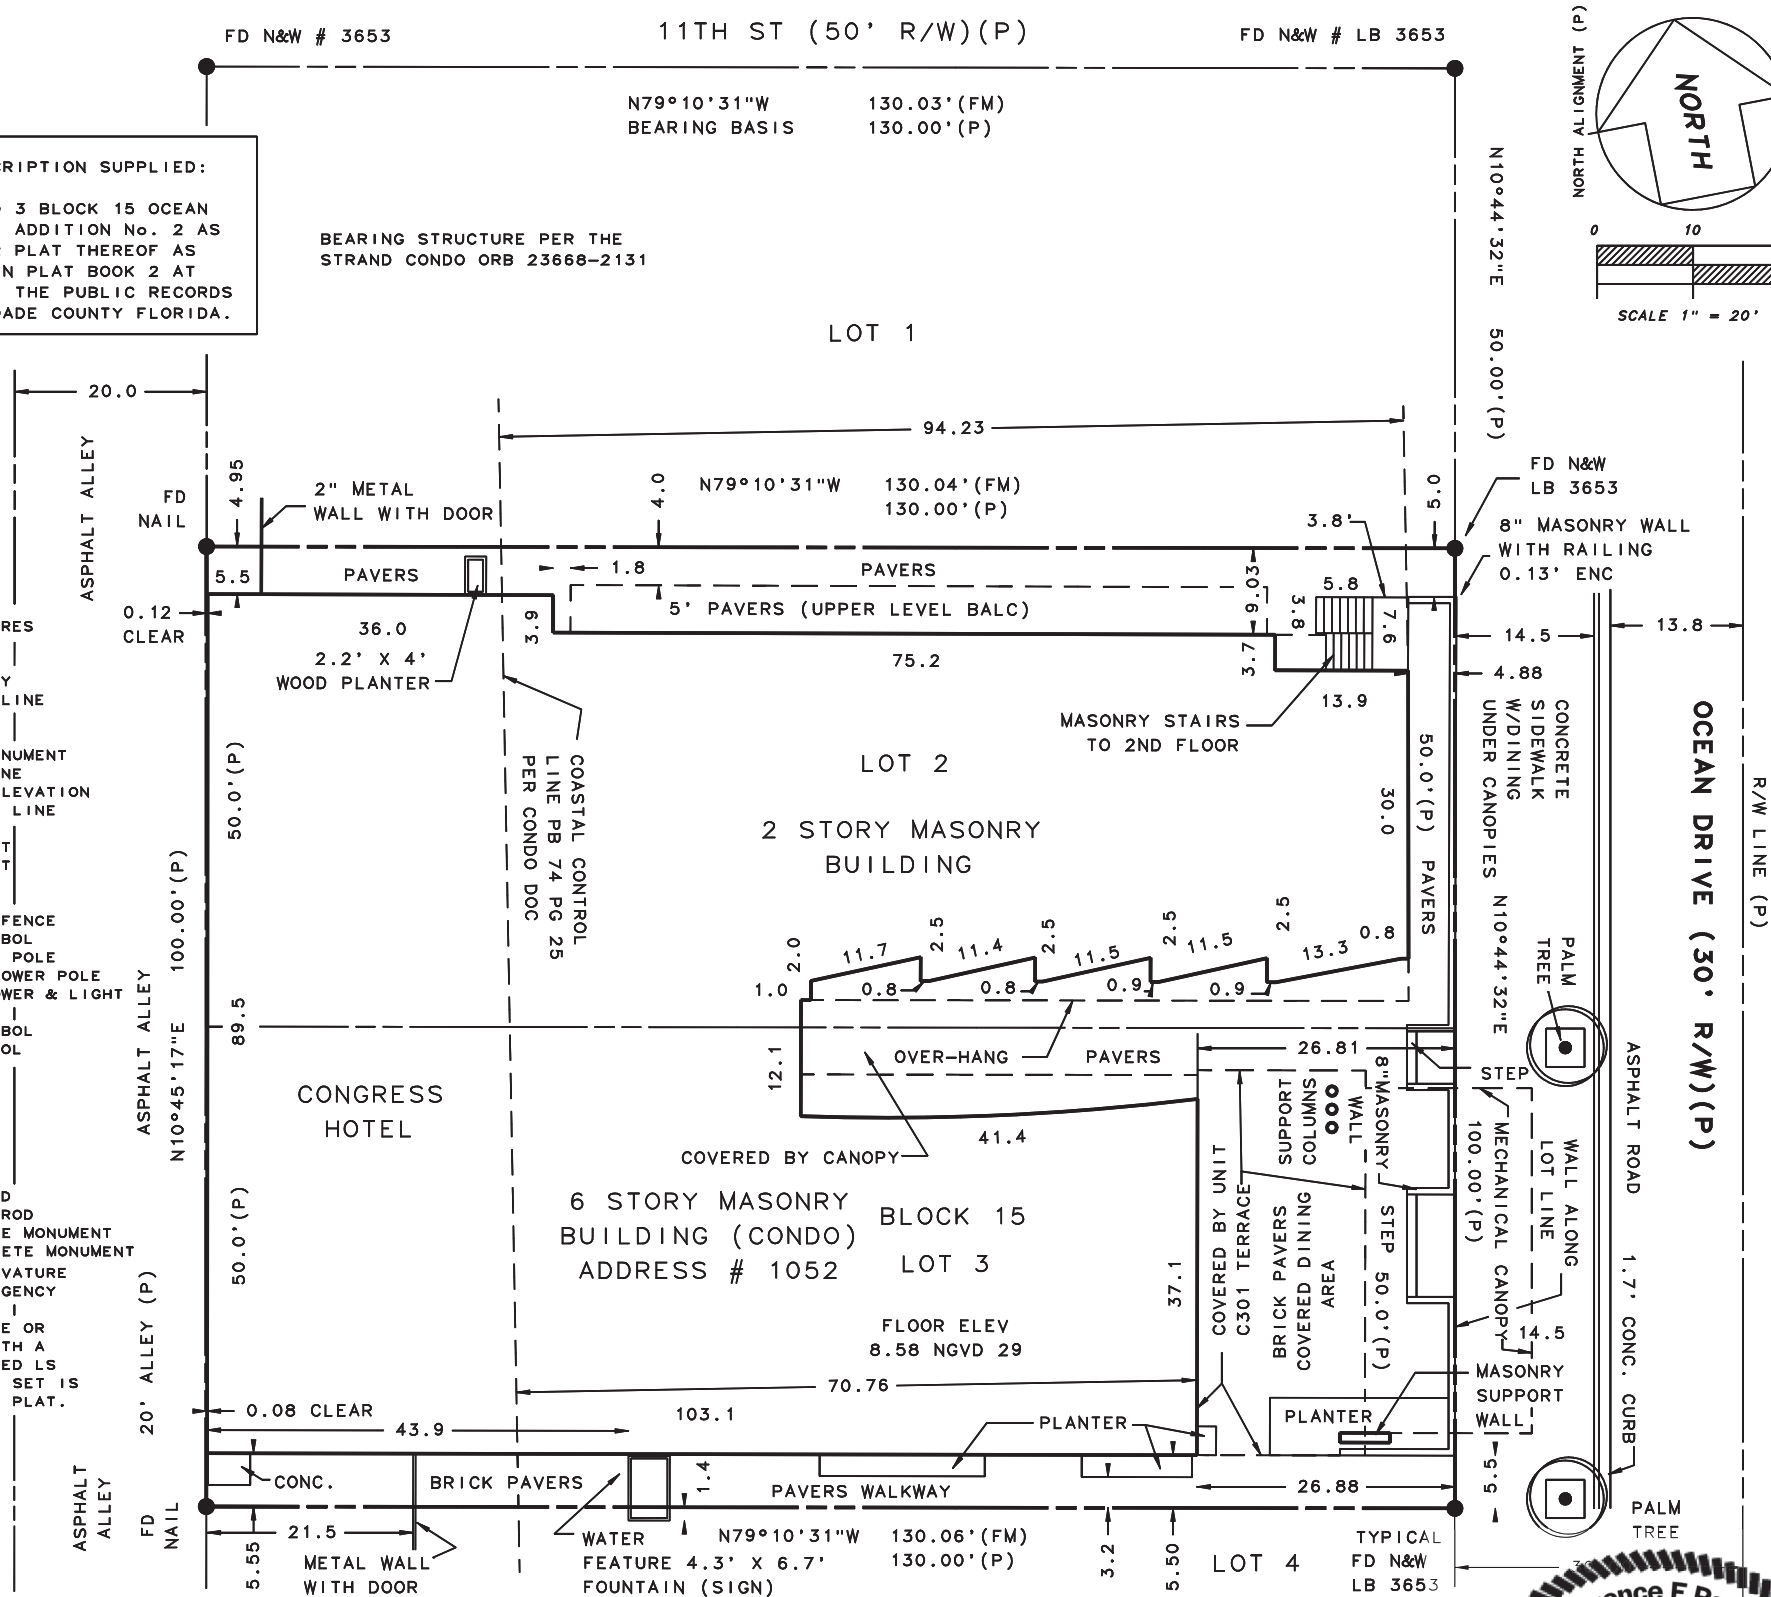 FD N&W # 3653
11TH ST (50' R/W)(P)
FD N&W # LB 3653
NORTH ALIGNMENT (P)
NORTH
0 10
SCALE 1" = 20'
N79°10'31"W 130.03'(FM)
BEARING BASIS 130.00'(P)
N10°44'32"E 50.00'(P)
SUPPLIED:
3 BLOCK 15 OCEAN
ADDITION No. 2 AS
PLAT THEREOF AS
PLAT BOOK 2 AT
THE PUBLIC RECORDS
COUNTY FLORIDA.
BEARING STRUCTURE PER THE
STRAND CONDO ORB 23668-2131
LOT 1
20.0
94.23
ASPHALT ALLEY
FD
NAIL
4.95
2" METAL
WALL WITH DOOR
4.0
N79°10'31"W 130.04'(FM)
130.00'(P)
3.8'
5.0
FD N&W
LB 3653
8" MASONRY WALL
WITH RAILING
0.13' ENC
5.5
PAVERS
1.8
PAVERS
9.03
5.8
5' PAVERS (UPPER LEVEL BALC)
3.8
7.6
0.12
CLEAR
36.0
3.9
2.2' X 4'
WOOD PLANTER
75.2
3.7
13.9
14.5
13.8
4.88
MASONRY STAIRS
TO 2ND FLOOR
LINE
LINE
FENCE
POLE
& LIGHT
ROD
MONUMENT
MONUMENT
OR
LS
SET IS
PLAT.
50.0'(P)
COASTAL CONTROL
LINE PB 74 PG 25
PER CONDO DOC
LOT 2
2 STORY MASONRY
BUILDING
30.0
50.0'(P) PAVERS
CONCRETE
SIDEWALK
W/DINING
UNDER CANOPIES
N10°44'32"E
OCEAN DRIVE (30' R/W)(P)
R/W LINE (P)
ASPHALT ALLEY
N10°45'17"E 100.00'(P)
89.5
2.0
11.7
2.5
11.4
2.5
11.5
2.5
11.5
2.5
13.3
0.8
1.0
0.8
0.8
0.9
0.9
PALM
TREE
12.1
OVER-HANG
PAVERS
26.81
STEP
CONGRESS
HOTEL
41.4
COVERED BY CANOPY
SUPPORT
COLUMNS
8"MASONRY
WALL
MECHANICAL CANOPY
100.00'(P)
WALL ALONG
LOT LINE
ASPHALT ROAD
1.7' CONC. CURB
6 STORY MASONRY
BUILDING (CONDO)
ADDRESS # 1052
BLOCK 15
LOT 3
50.0'(P)
37.1
COVERED BY UNIT
C301 TERRACE
BRICK PAVERS
COVERED DINING
AREA
STEP
50.0'(P)
14.5
FLOOR ELEV
8.58 NGVD 29
20' ALLEY (P)
70.76
0.08 CLEAR
43.9
103.1
PLANTER
PLANTER
MASONRY
SUPPORT
WALL
CONC.
BRICK PAVERS
1.4
PAVERS WALKWAY
26.88
5.5
ASPHALT
ALLEY
FD
NAIL
5.55
21.5
METAL WALL
WITH DOOR
WATER
FEATURE 4.3' X 6.7'
FOUNTAIN (SIGN)
N79°10'31"W 130.06'(FM)
130.00'(P)
3.2
5.50
LOT 4
TYPICAL
FD N&W
LB 3653
PALM
TREE